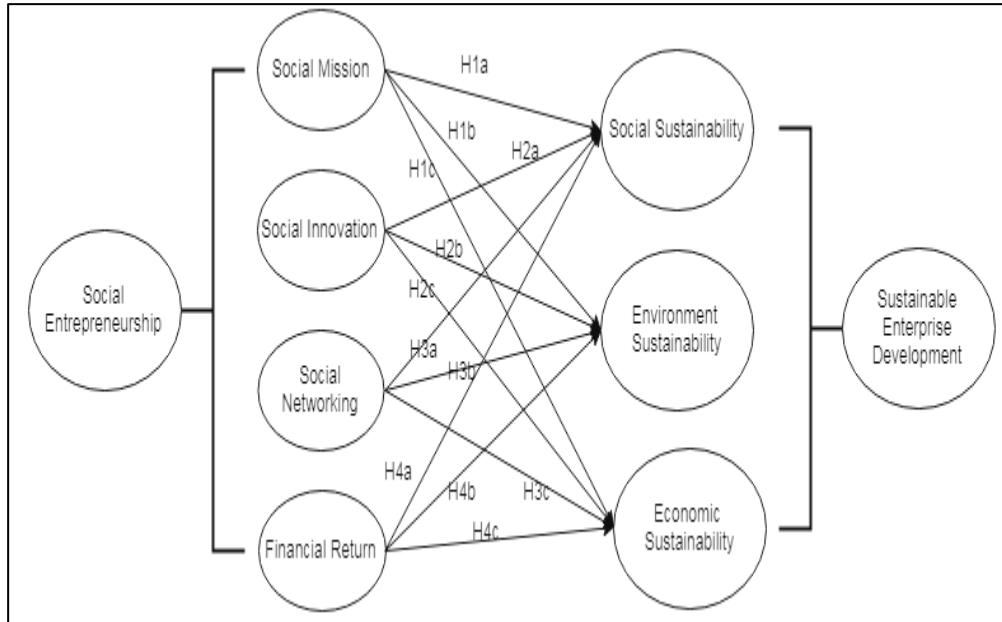 Social Mission
H1a
Social Sustainability
H1b
H2a
H1c
Social Innovation
H2b
H2c
Social
Entrepreneurship
Environment
Sustainability
Sustainable
Enterprise
Development
H3a
H3b
Social
Networking
H4a
H4b
H3c
H4c
Economic
Sustainability
Financial Return